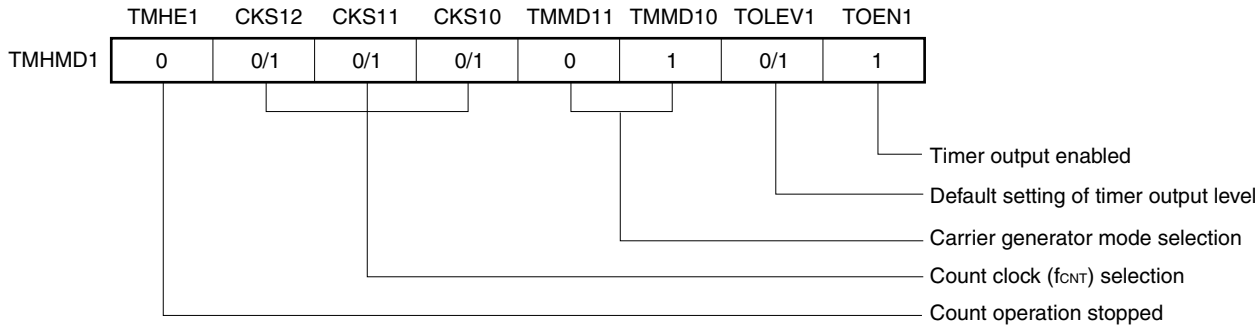 TMHE1 CKS12 CKS11 CKS10 TMMD11 TMMD10 TOLEV1 TOEN1
TMHMD1 0 0/1 0/1 0/1 0 1 0/1 1
Timer output enabled
Default setting of timer output level
Carrier generator mode selection
Count clock (fCNT) selection
Count operation stopped